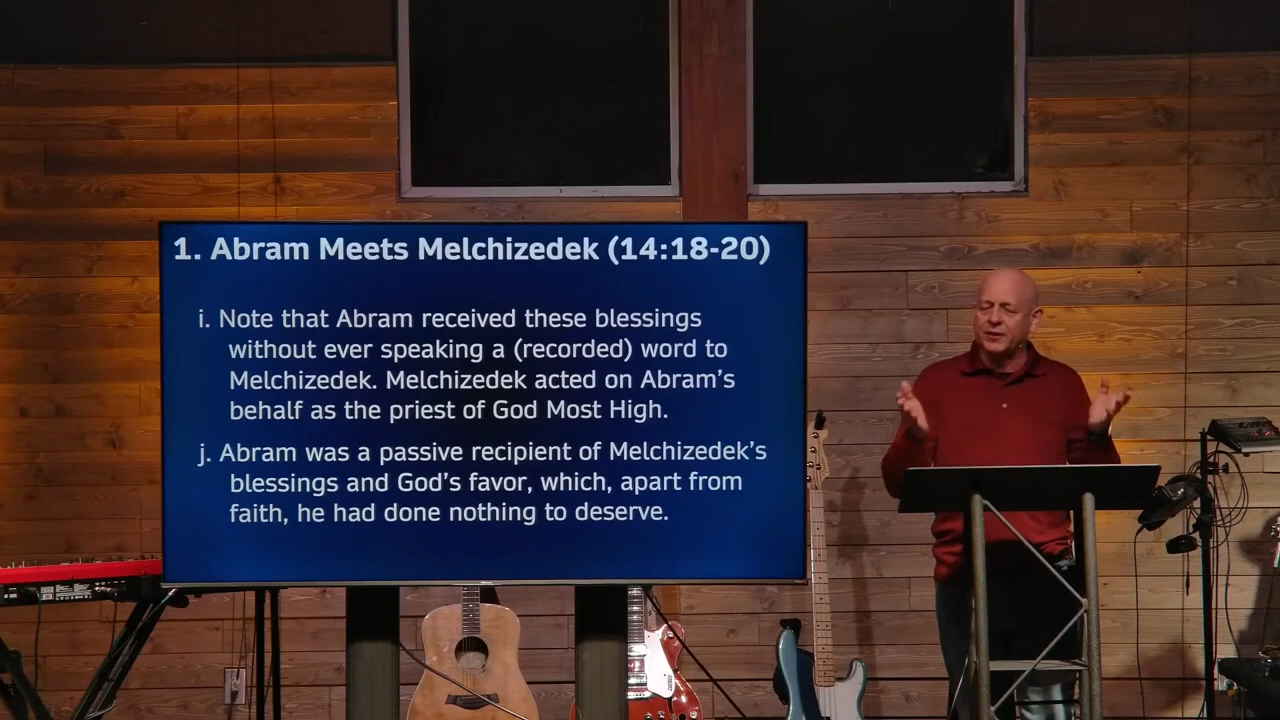 1. Abram Meets Melchizedek (14:18-20)
i. Note that Abram received these blessings
without ever speaking a (recorded) word to
Melchizedek. Melchizedek acted on Abram’s
behalf as the priest of God Most High.
j. Abram was a passive recipient of Melchizedek’s
blessings and God’s favor, which, apart from
faith, he had done nothing to deserve.